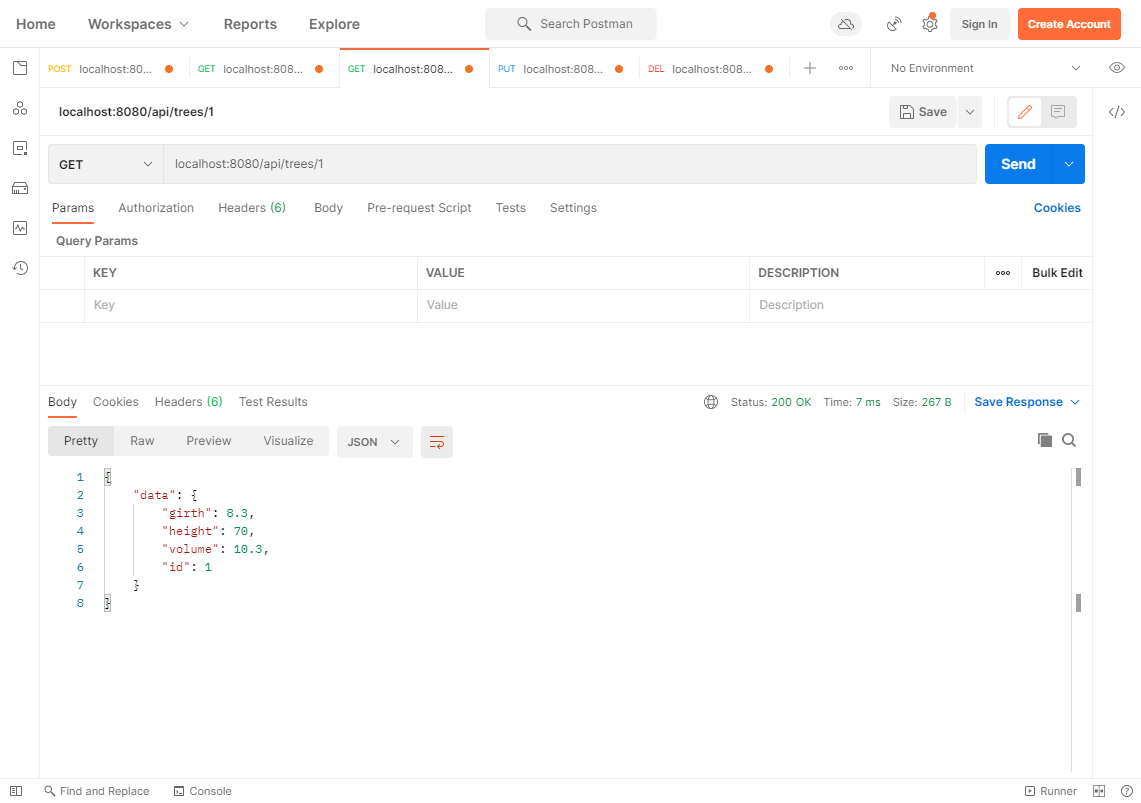 Home Workspaces Reports Explore Search Postman Sign In Create Account
POST localhost:80... GET localhost:808... GET localhost:808... PUT localhost:808... DEL localhost:808... No Environment
localhost:8080/api/trees/1 Save
GET localhost:8080/api/trees/1 Send
Params Authorization Headers (6) Body Pre-request Script Tests Settings Cookies
Query Params
KEY VALUE DESCRIPTION Bulk Edit
Key Value Description
Body Cookies Headers (6) Test Results Status: 200 OK Time: 7 ms Size: 267 B Save Response
Pretty Raw Preview Visualize JSON
1 {
2 "data": {
3 "girth": 8.3,
4 "height": 70,
5 "volume": 10.3,
6 "id": 1
7 }
8 }
Find and Replace Console Runner